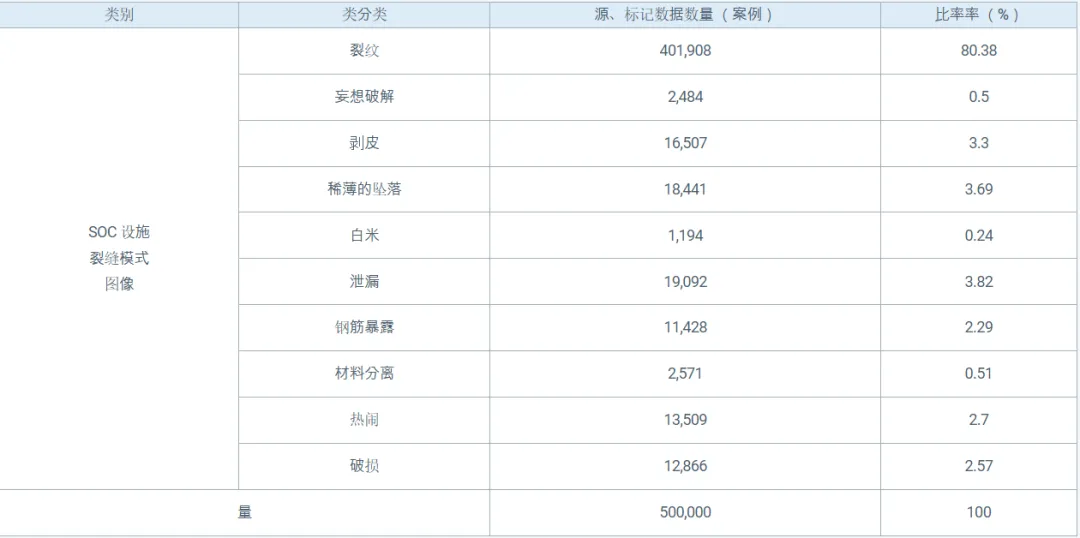 类别 类分类 源、标记数据数量（案例） 比率率（%）
裂纹 401,908 80.38
妄想破解 2,484 0.5
剥皮 16,507 3.3
稀薄的坠落 18,441 3.69
SOC 设施
裂缝模式
图像
白米 1,194 0.24
泄漏 19,092 3.82
钢筋暴露 11,428 2.29
材料分离 2,571 0.51
热闹 13,509 2.7
破损 12,866 2.57
量 500,000 100